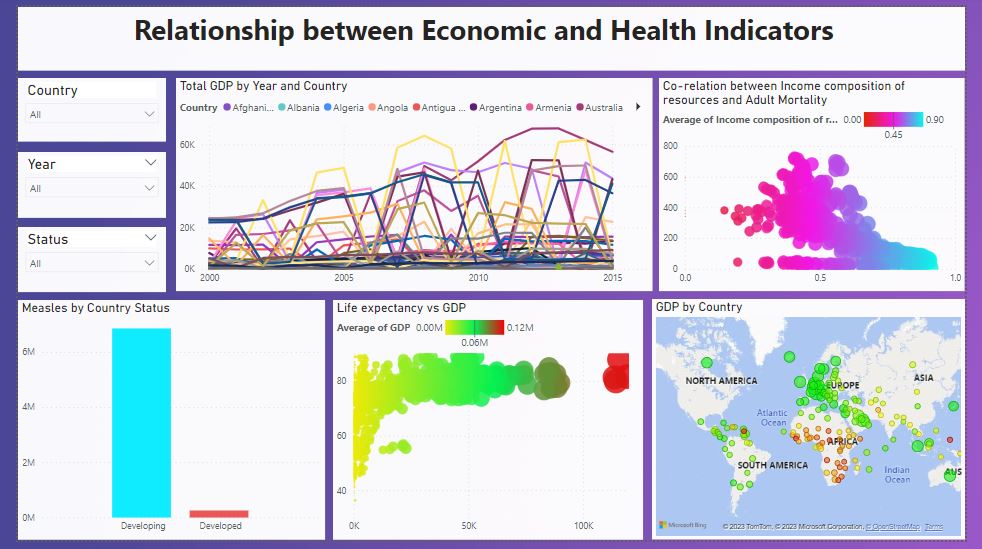 Relationship between Economic and Health Indicators
Country
All
Year
All
Status
All
Total GDP by Year and Country
Country Afghani... Albania Algeria Angola Antigua ... Argentina Armenia Australia
60K
40K
20K
0K
2000 2005 2010 2015
Co-relation between Income composition of
resources and Adult Mortality
Average of Income composition of r... 0.00 0.90
0.45
800
600
400
200
0
0.0 0.5 1.0
Measles by Country Status
6M
4M
2M
0M
Developing Developed
Life expectancy vs GDP
Average of GDP 0.00M 0.12M
0.06M
80
60
40
0K 50K 100K
GDP by Country
NORTH AMERICA
EUROPE
ASIA
Atlantic
Ocean
AFRICA
SOUTH AMERICA
Indian
Ocean
AUS
Microsoft Bing
© 2023 TomTom, © 2023 Microsoft Corporation, © OpenStreetMap Terms